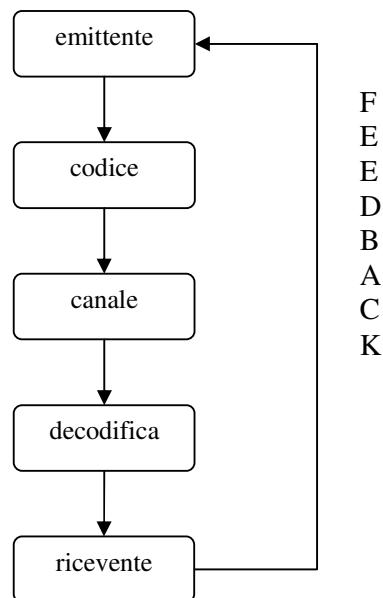 emittente
codice
canale
decodifica
ricevente
F
E
E
D
B
A
C
K